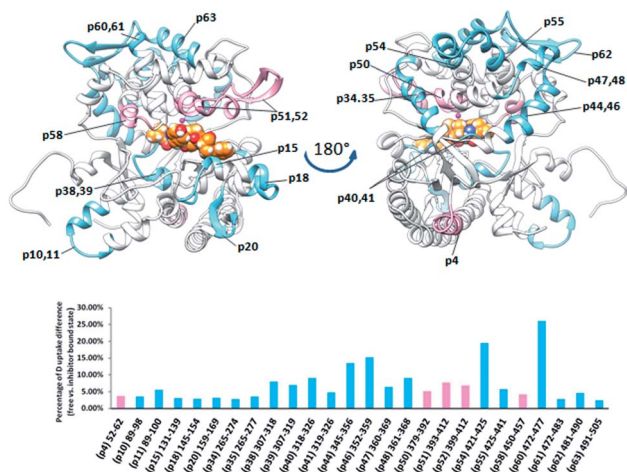 p60,61
p63
p58
p51,52
p15
p38,39
p18
p10,11
p20
180°
p55
p54
p62
p50
p47,48
p34.35
p44,46
p40,41
p4
Percentage of D uptake difference
(free vs. inhibitor bound state)
30.00%
25.00%
20.00%
15.00%
10.00%
5.00%
0.00%
(p4) 52-62
(p10) 89-98
(p11) 89-100
(p15) 131-139
(p18) 145-154
(p20) 159-169
(p34) 265-274
(p35) 265-277
(p38) 307-318
(p39) 307-319
(p40) 318-326
(p41) 319-326
(p44) 345-356
(p46) 352-359
(p47) 360-369
(p48) 361-368
(p50) 379-392
(p51) 393-412
(p52) 399-412
(p54) 421-425
(p55) 425-441
(p58) 450-457
(p60) 472-477
(p61) 472-483
(p62) 481-490
(p63) 491-505